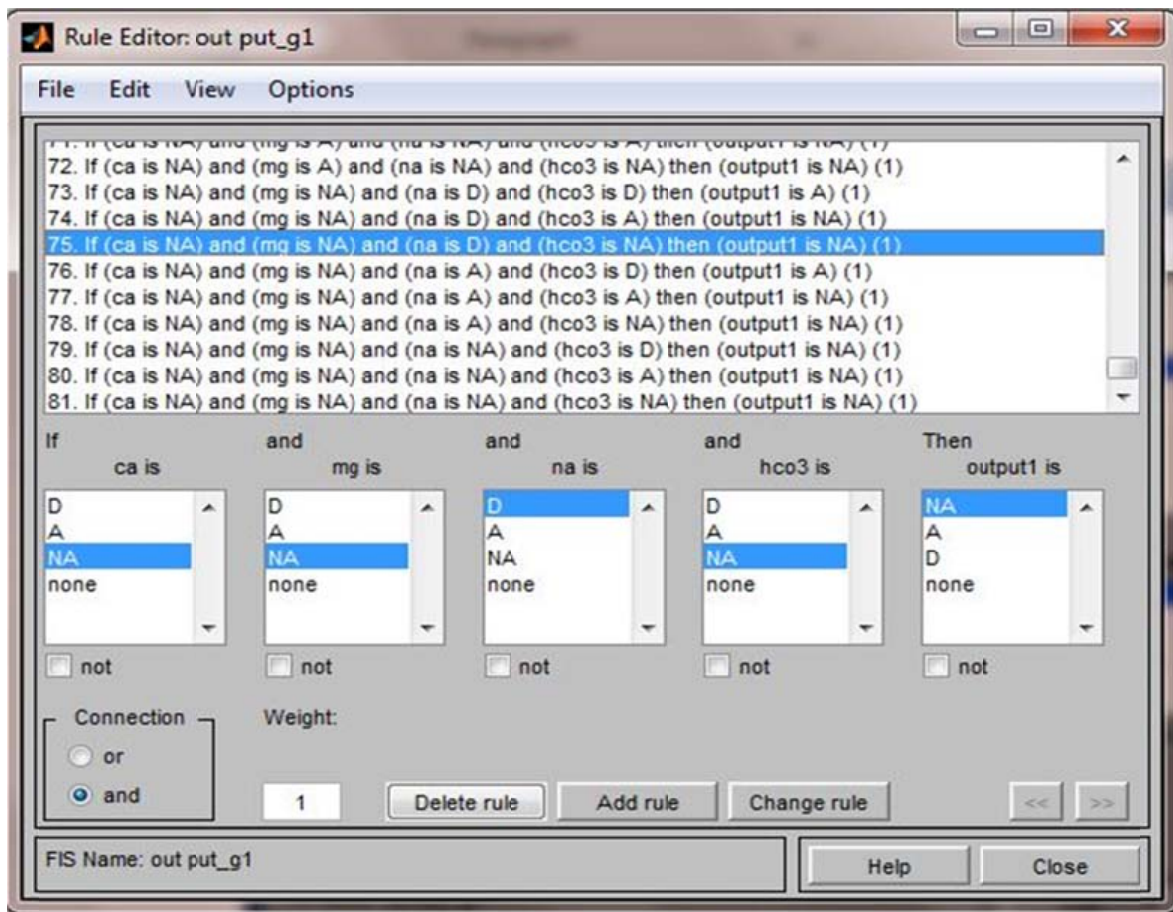 Rule Editor: out put_g1
File Edit View Options
72. If (ca is NA) and (mg is A) and (na is NA) and (hco3 is NA) then (output1 is NA) (1)
73. If (ca is NA) and (mg is NA) and (na is D) and (hco3 is D) then (output1 is A) (1)
74. If (ca is NA) and (mg is NA) and (na is D) and (hco3 is A) then (output1 is NA) (1)
75. If (ca is NA) and (mg is NA) and (na is D) and (hco3 is NA) then (output1 is NA) (1)
76. If (ca is NA) and (mg is NA) and (na is A) and (hco3 is D) then (output1 is A) (1)
77. If (ca is NA) and (mg is NA) and (na is A) and (hco3 is A) then (output1 is NA) (1)
78. If (ca is NA) and (mg is NA) and (na is A) and (hco3 is NA) then (output1 is NA) (1)
79. If (ca is NA) and (mg is NA) and (na is NA) and (hco3 is D) then (output1 is NA) (1)
80. If (ca is NA) and (mg is NA) and (na is NA) and (hco3 is A) then (output1 is NA) (1)
81. If (ca is NA) and (mg is NA) and (na is NA) and (hco3 is NA) then (output1 is NA) (1)
If and and and Then
ca is mg is na is hco3 is output1 is
D D D D NA
A A A A A
NA NA NA NA D
none none none none none
not not not not not
Connection Weight:
or
and 1 Delete rule Add rule Change rule << >>
FIS Name: out put_g1 Help Close